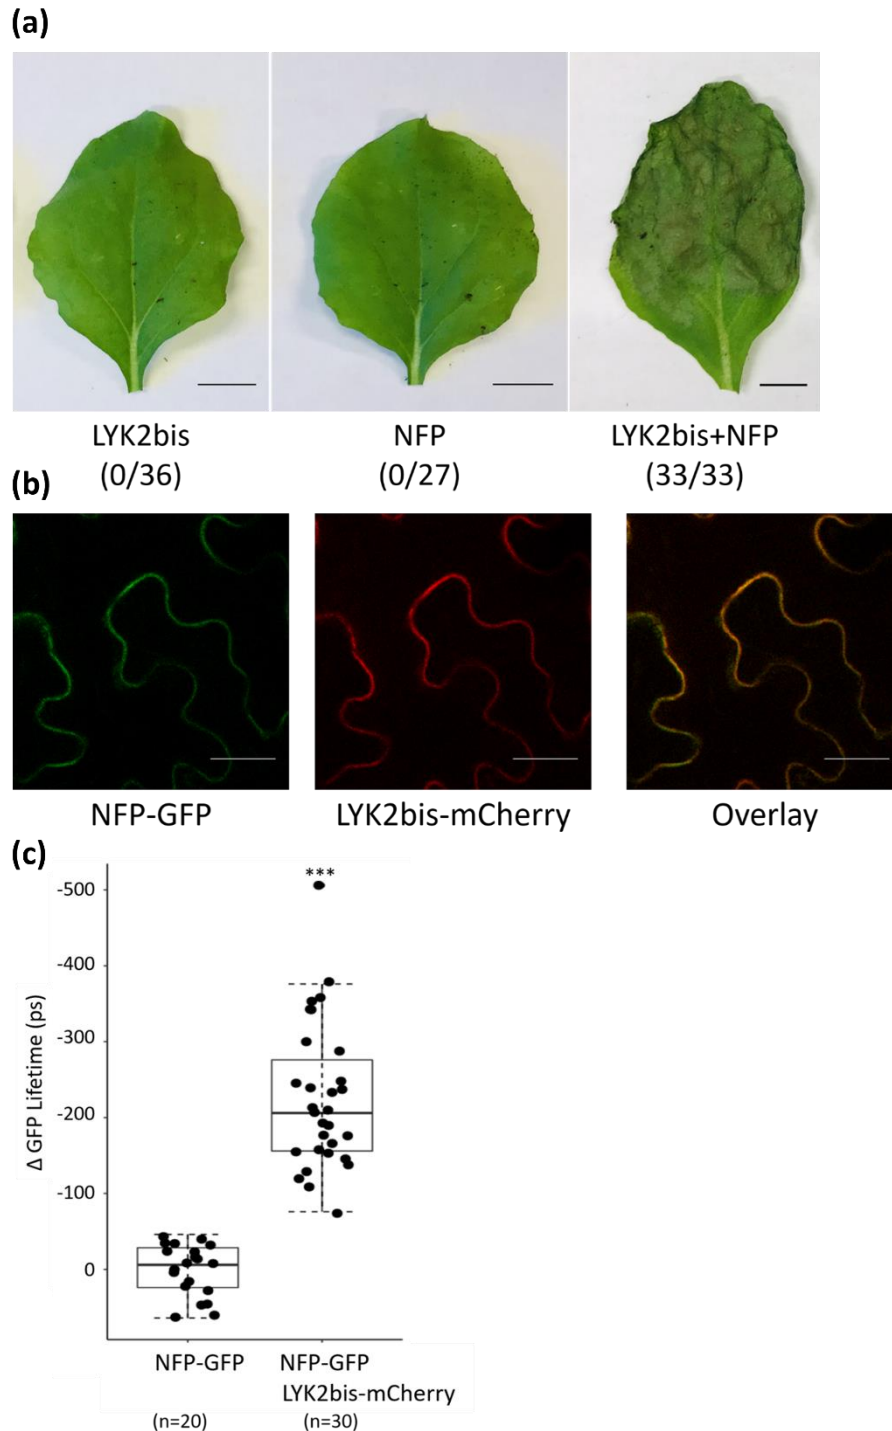 (a)
LYK2bis NFP LYK2bis+NFP
(0/36) (0/27) (33/33)
(b)
NFP-GFP LYK2bis-mCherry Overlay
(c)
***
-500
-400
-300
-200
-100
0
Δ GFP Lifetime (ps)
NFP-GFP NFP-GFP
LYK2bis-mCherry
(n=20) (n=30)